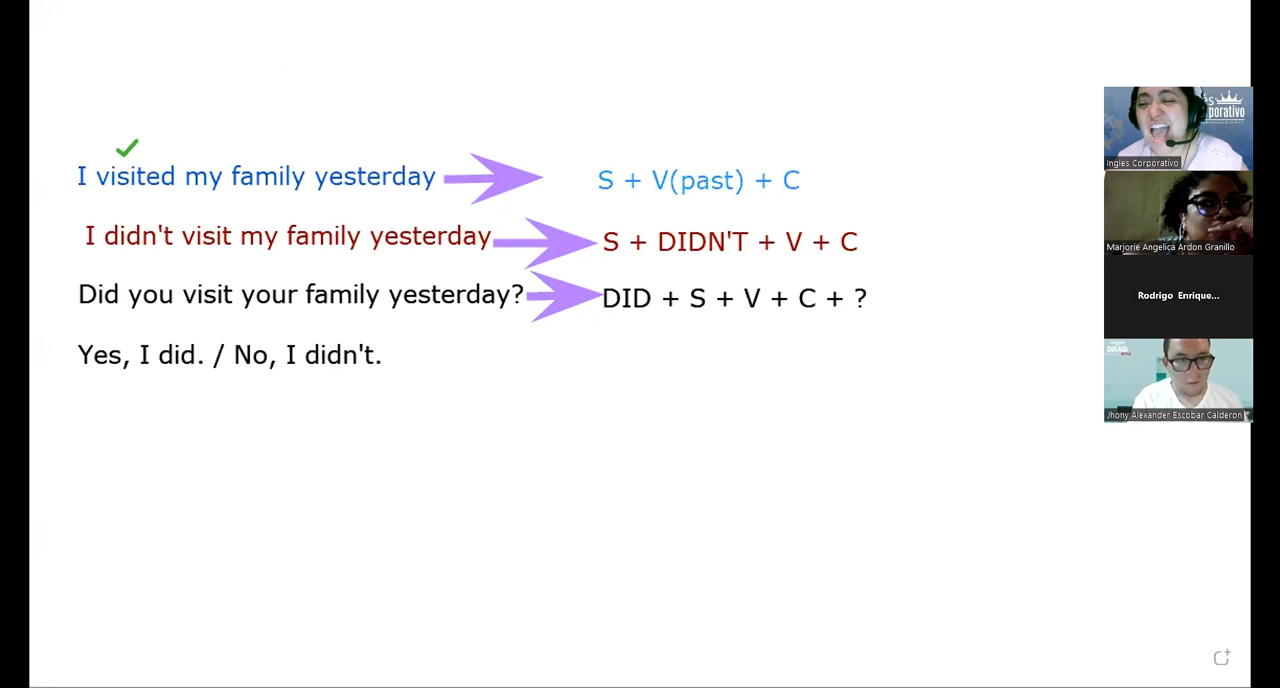 I visited my family yesterday S + V(past) + C
I didn't visit my family yesterday S + DIDN'T + V + C
Did you visit your family yesterday? DID + S + V + C + ?
Yes, I did. / No, I didn't.
Ingles Corporativo
Marjorie Angelica Ardon Granillo
Rodrigo Enrique...
Jhony Alexander Escobar Calderon